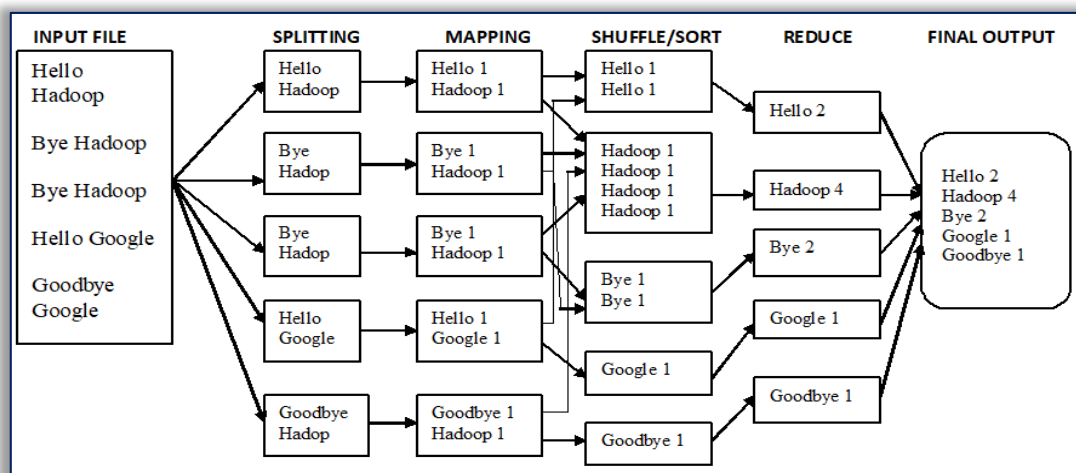 INPUT FILE
Hello
Hadoop
Bye Hadoop
Bye Hadoop
Hello Google
Goodbye
Google
SPLITTING
Hello
Hadoop
Bye
Hadop
Bye
Hadop
Hello
Google
Goodbye
Hadop
MAPPING
Hello 1
Hadoop 1
Bye 1
Hadoop 1
Bye 1
Hadoop 1
Hello 1
Google 1
Goodbye 1
Hadoop 1
SHUFFLE/SORT
Hello 1
Hello 1
Hadoop 1
Hadoop 1
Hadoop 1
Hadoop 1
Bye 1
Bye 1
Google 1
Goodbye 1
REDUCE
Hello 2
Hadoop 4
Bye 2
Google 1
Goodbye 1
FINAL OUTPUT
Hello 2
Hadoop 4
Bye 2
Google 1
Goodbye 1